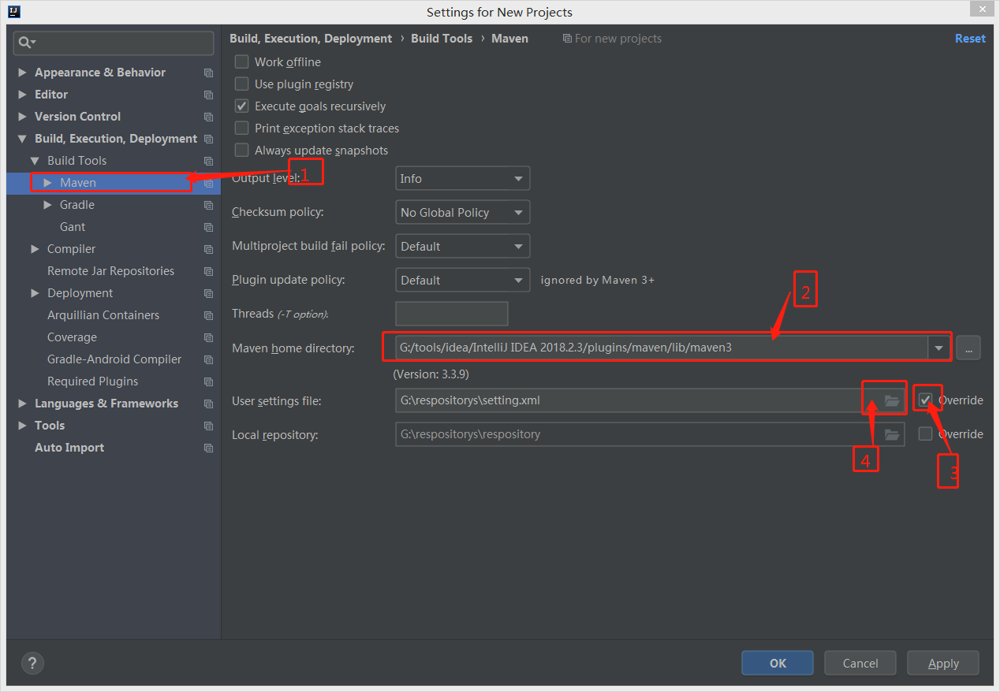 Settings for New Projects
Build, Execution, Deployment › Build Tools › Maven For new projects Reset
Appearance & Behavior
Editor
Version Control
Build, Execution, Deployment
Build Tools
Maven
Gradle
Gant
Compiler
Remote Jar Repositories
Deployment
Arquillian Containers
Coverage
Gradle-Android Compiler
Required Plugins
Languages & Frameworks
Tools
Auto Import
Work offline
Use plugin registry
Execute goals recursively
Print exception stack traces
Always update snapshots
1
Output level: Info
Checksum policy: No Global Policy
Multiproject build fail policy: Default
Plugin update policy: Default ignored by Maven 3+
2
Threads (-T option):
Maven home directory: G:/tools/idea/IntelliJ IDEA 2018.2.3/plugins/maven/lib/maven3 ...
(Version: 3.3.9)
User settings file: G:\respositorys\setting.xml Override
Local repository: G:\respositorys\respository Override
4
3
? OK Cancel Apply